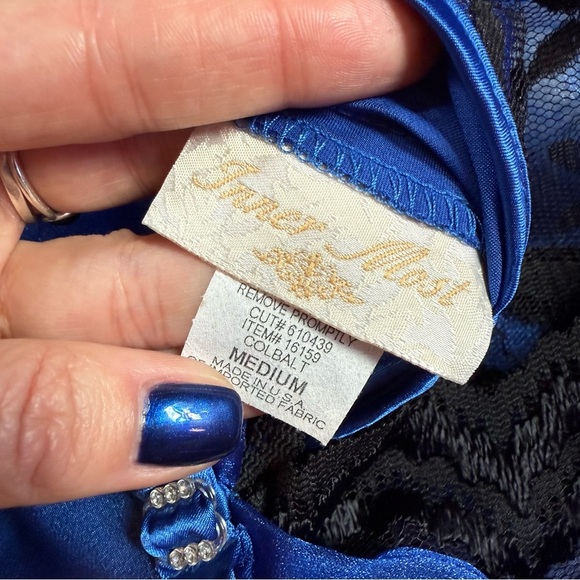 Inner Most
REMOVE PROMPTLY
CUT# 610439
ITEM# 16159
COLBALT
MEDIUM
MADE IN U.S.A.
OF IMPORTED FABRIC